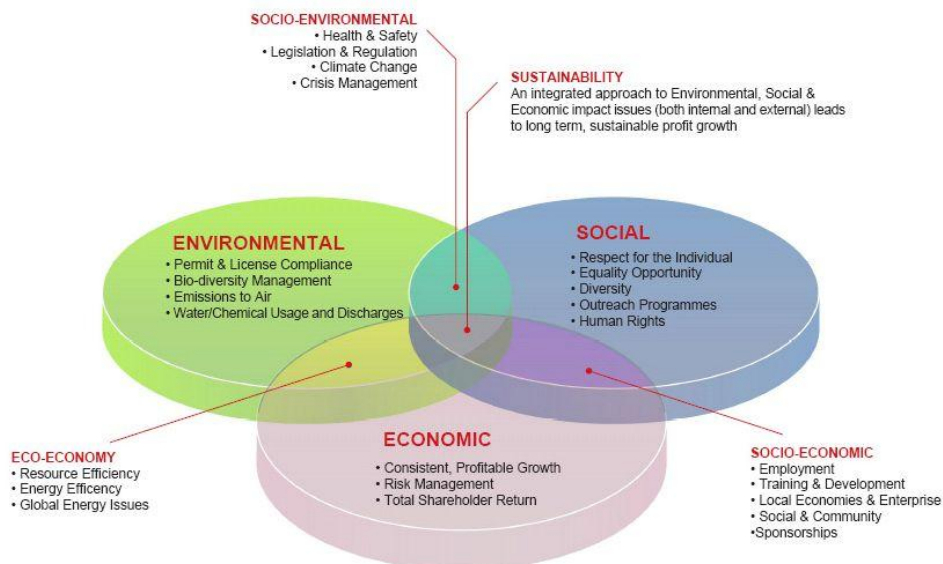 SOCIO-ENVIRONMENTAL
• Health & Safety
• Legislation & Regulation
• Climate Change
• Crisis Management
SUSTAINABILITY
An integrated approach to Environmental, Social &
Economic impact issues (both internal and external) leads
to long term, sustainable profit growth
ENVIRONMENTAL
• Permit & License Compliance
• Bio-diversity Management
• Emissions to Air
• Water/Chemical Usage and Discharges
SOCIAL
• Respect for the Individual
• Equality Opportunity
• Diversity
• Outreach Programmes
• Human Rights
ECO-ECONOMY
• Resource Efficiency
• Energy Efficency
• Global Energy Issues
ECONOMIC
• Consistent, Profitable Growth
• Risk Management
• Total Shareholder Return
SOCIO-ECONOMIC
• Employment
• Training & Development
• Local Economies & Enterprise
• Social & Community
•Sponsorships